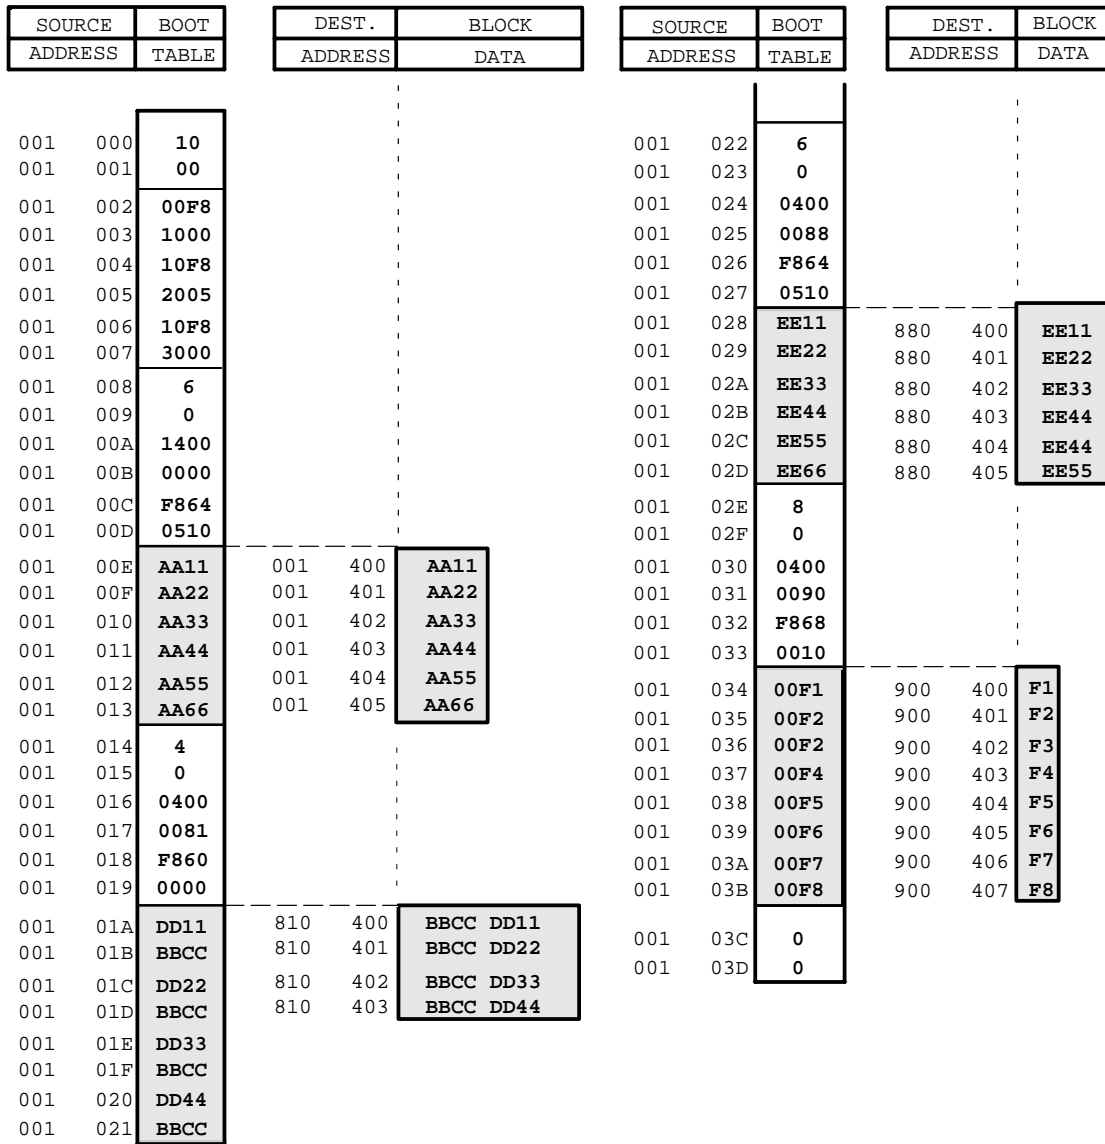 SOURCE BOOT
ADDRESS TABLE
DEST. BLOCK
ADDRESS DATA
001 000 10
001 001 00
001 002 00F8
001 003 1000
001 004 10F8
001 005 2005
001 006 10F8
001 007 3000
001 008 6
001 009 0
001 00A 1400
001 00B 0000
001 00C F864
001 00D 0510
001 00E AA11 001 400 AA11
001 00F AA22 001 401 AA22
001 010 AA33 001 402 AA33
001 011 AA44 001 403 AA44
001 012 AA55 001 404 AA55
001 013 AA66 001 405 AA66
001 014 4
001 015 0
001 016 0400
001 017 0081
001 018 F860
001 019 0000
001 01A DD11 810 400 BBCC DD11
001 01B BBCC 810 401 BBCC DD22
001 01C DD22 810 402 BBCC DD33
001 01D BBCC 810 403 BBCC DD44
001 01E DD33
001 01F BBCC
001 020 DD44
001 021 BBCC
SOURCE BOOT
ADDRESS TABLE
DEST. BLOCK
ADDRESS DATA
001 022 6
001 023 0
001 024 0400
001 025 0088
001 026 F864
001 027 0510
001 028 EE11 880 400 EE11
001 029 EE22 880 401 EE22
001 02A EE33 880 402 EE33
001 02B EE44 880 403 EE44
001 02C EE55 880 404 EE44
001 02D EE66 880 405 EE55
001 02E 8
001 02F 0
001 030 0400
001 031 0090
001 032 F868
001 033 0010
001 034 00F1 900 400 F1
001 035 00F2 900 401 F2
001 036 00F2 900 402 F3
001 037 00F4 900 403 F4
001 038 00F5 900 404 F5
001 039 00F6 900 405 F6
001 03A 00F7 900 406 F7
001 03B 00F8 900 407 F8
001 03C 0
001 03D 0